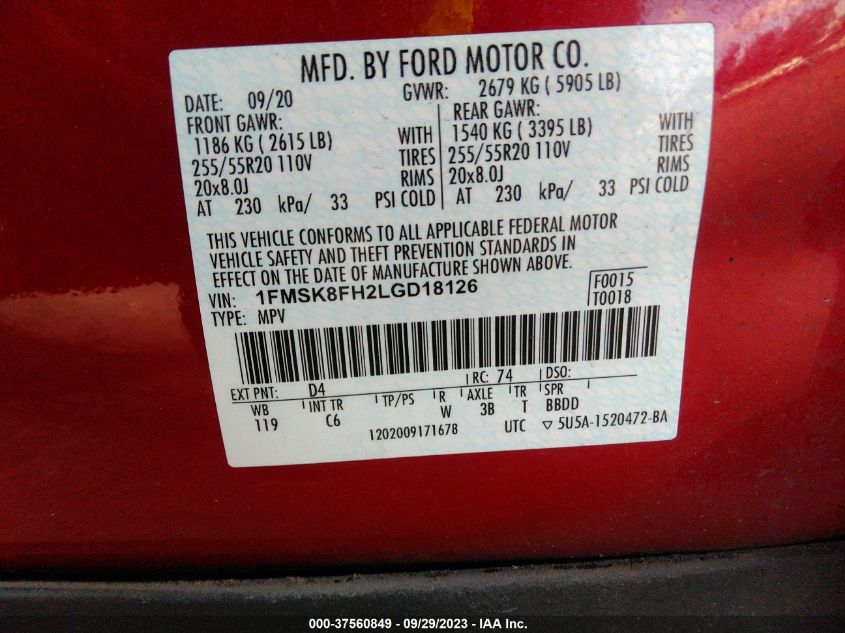 MFD. BY FORD MOTOR CO.
DATE: 09/20 GVWR: 2679 KG ( 5905 LB)
FRONT GAWR: REAR GAWR:
1186 KG ( 2615 LB) WITH 1540 KG ( 3395 LB) WITH
255/55R20 110V TIRES 255/55R20 110V TIRES
20x8.0J RIMS 20x8.0J RIMS
AT 230 kPa/ 33 PSI COLD AT 230 kPa/ 33 PSI COLD
THIS VEHICLE CONFORMS TO ALL APPLICABLE FEDERAL MOTOR
VEHICLE SAFETY AND THEFT PREVENTION STANDARDS IN
EFFECT ON THE DATE OF MANUFACTURE SHOWN ABOVE.
VIN: 1FMSK8FH2LGD18126 F0015
TYPE: MPV T0018
EXT PNT: D4 RC: 74 DSO:
WB INT TR TP/PS R AXLE TR SPR
119 C6 W 3B T BBDD
1202009171678 UTC ▽ 5U5A-1520472-BA
000-37560849 - 09/29/2023 - IAA Inc.